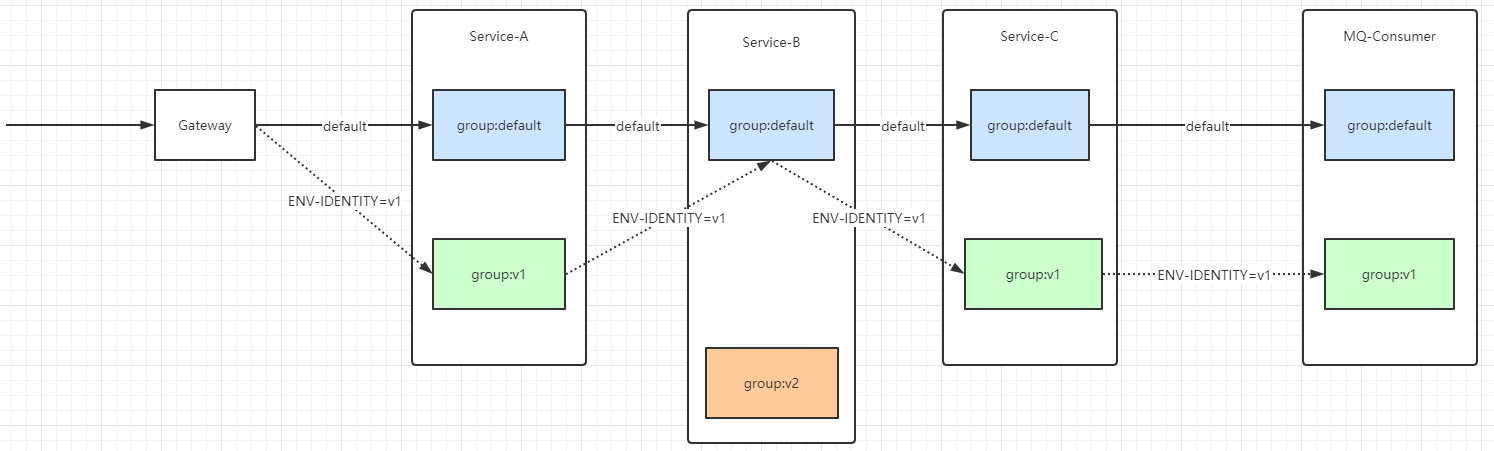 Service-A
Service-B
Service-C
MQ-Consumer
Gateway
default
group:default
default
group:default
default
group:default
default
group:default
ENV-IDENTITY=v1
ENV-IDENTITY=v1
ENV-IDENTITY=v1
group:v1
group:v1
ENV-IDENTITY=v1
group:v1
group:v2